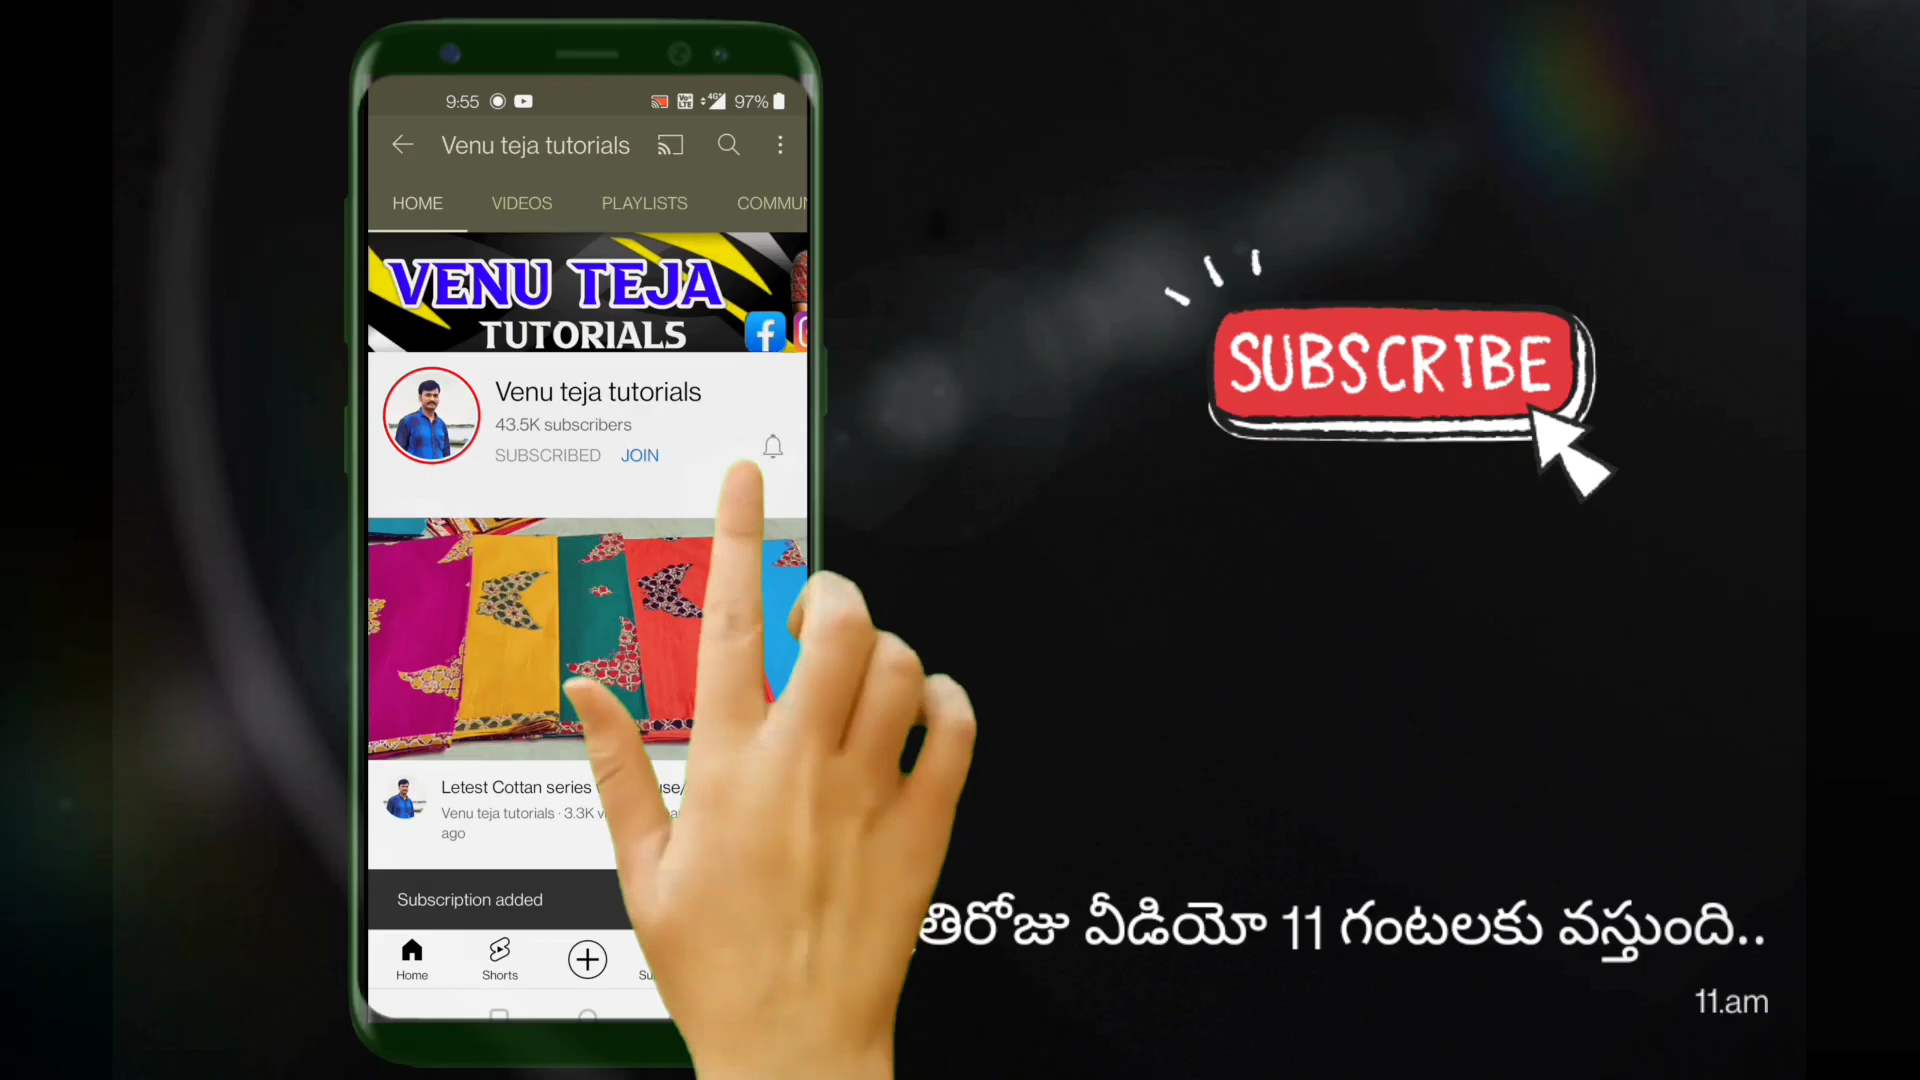 9:55
4G
97%
Venu teja tutorials
HOME VIDEOS PLAYLISTS COMMUN
VENU TEJA
TUTORIALS
Venu teja tutorials
43.5K subscribers
SUBSCRIBED JOIN
Letest Cottan series
Venu teja tutorials · 3.3K
ago
Subscription added
Home
Shorts
SUBSCRIBE
తిరోజు వీడియో 11 గంటలకు వస్తుంది..
11.am